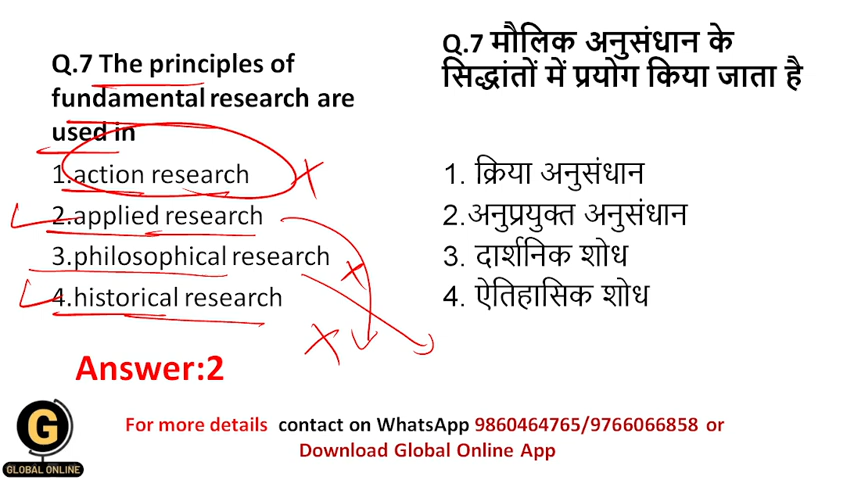 Q.7 The principles of
fundamental research are
used in
1.action research
2.applied research
3.philosophical research
4.historical research
Answer:2
Q.7 मौलिक अनुसंधान के
सिद्धांतों में प्रयोग किया जाता है
1. क्रिया अनुसंधान
2.अनुप्रयुक्त अनुसंधान
3. दार्शनिक शोध
4. ऐतिहासिक शोध
G
GLOBAL ONLINE
For more details contact on WhatsApp 9860464765/9766066858 or
Download Global Online App